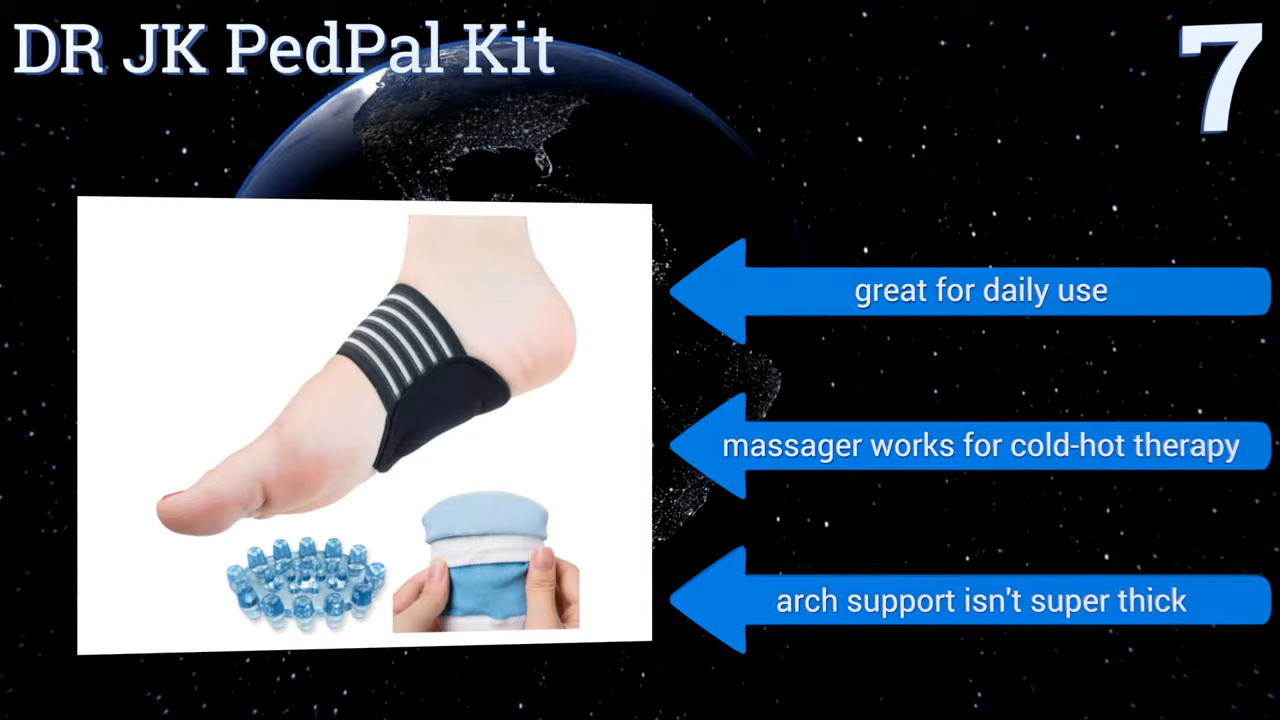 DR JK PedPal Kit
7
great for daily use
massager works for cold-hot therapy
arch support isn't super thick